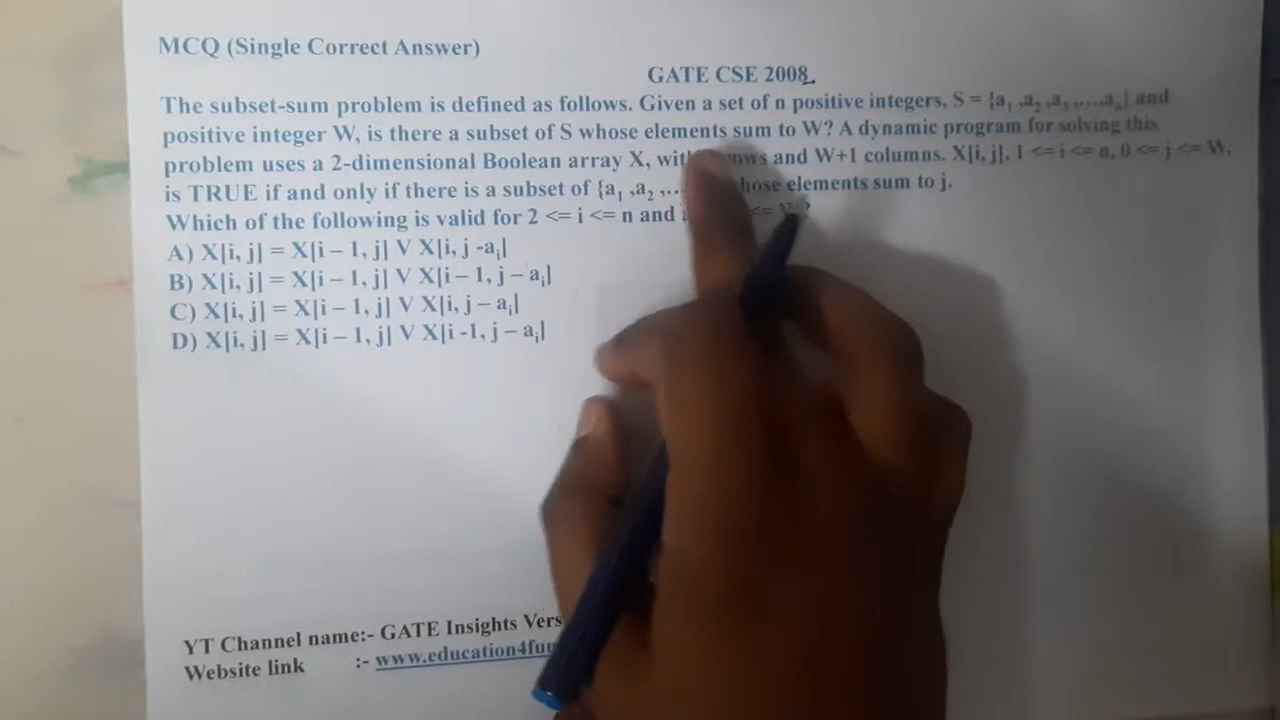 MCQ (Single Correct Answer)
GATE CSE 2008
The subset-sum problem is defined as follows. Given a set of n positive integers, S = {a₁ ,a₂ ,a₃ ,....,aₙ} and
positive integer W, is there a subset of S whose elements sum to W? A dynamic program for solving this
problem uses a 2-dimensional Boolean array X, with rows and W+1 columns. X[i, j], 1 <= i <= n, 0 <= j <= W,
is TRUE if and only if there is a subset of {a₁ ,a₂ ,.. whose elements sum to j.
Which of the following is valid for 2 <= i <= n and <= W?
A) X[i, j] = X[i – 1, j] V X[i, j -aᵢ]
B) X[i, j] = X[i – 1, j] V X[i – 1, j – aᵢ]
C) X[i, j] = X[i – 1, j] V X[i, j – aᵢ]
D) X[i, j] = X[i – 1, j] V X[i -1, j – aᵢ]
YT Channel name:- GATE Insights Vers
Website link :- www.education4fun